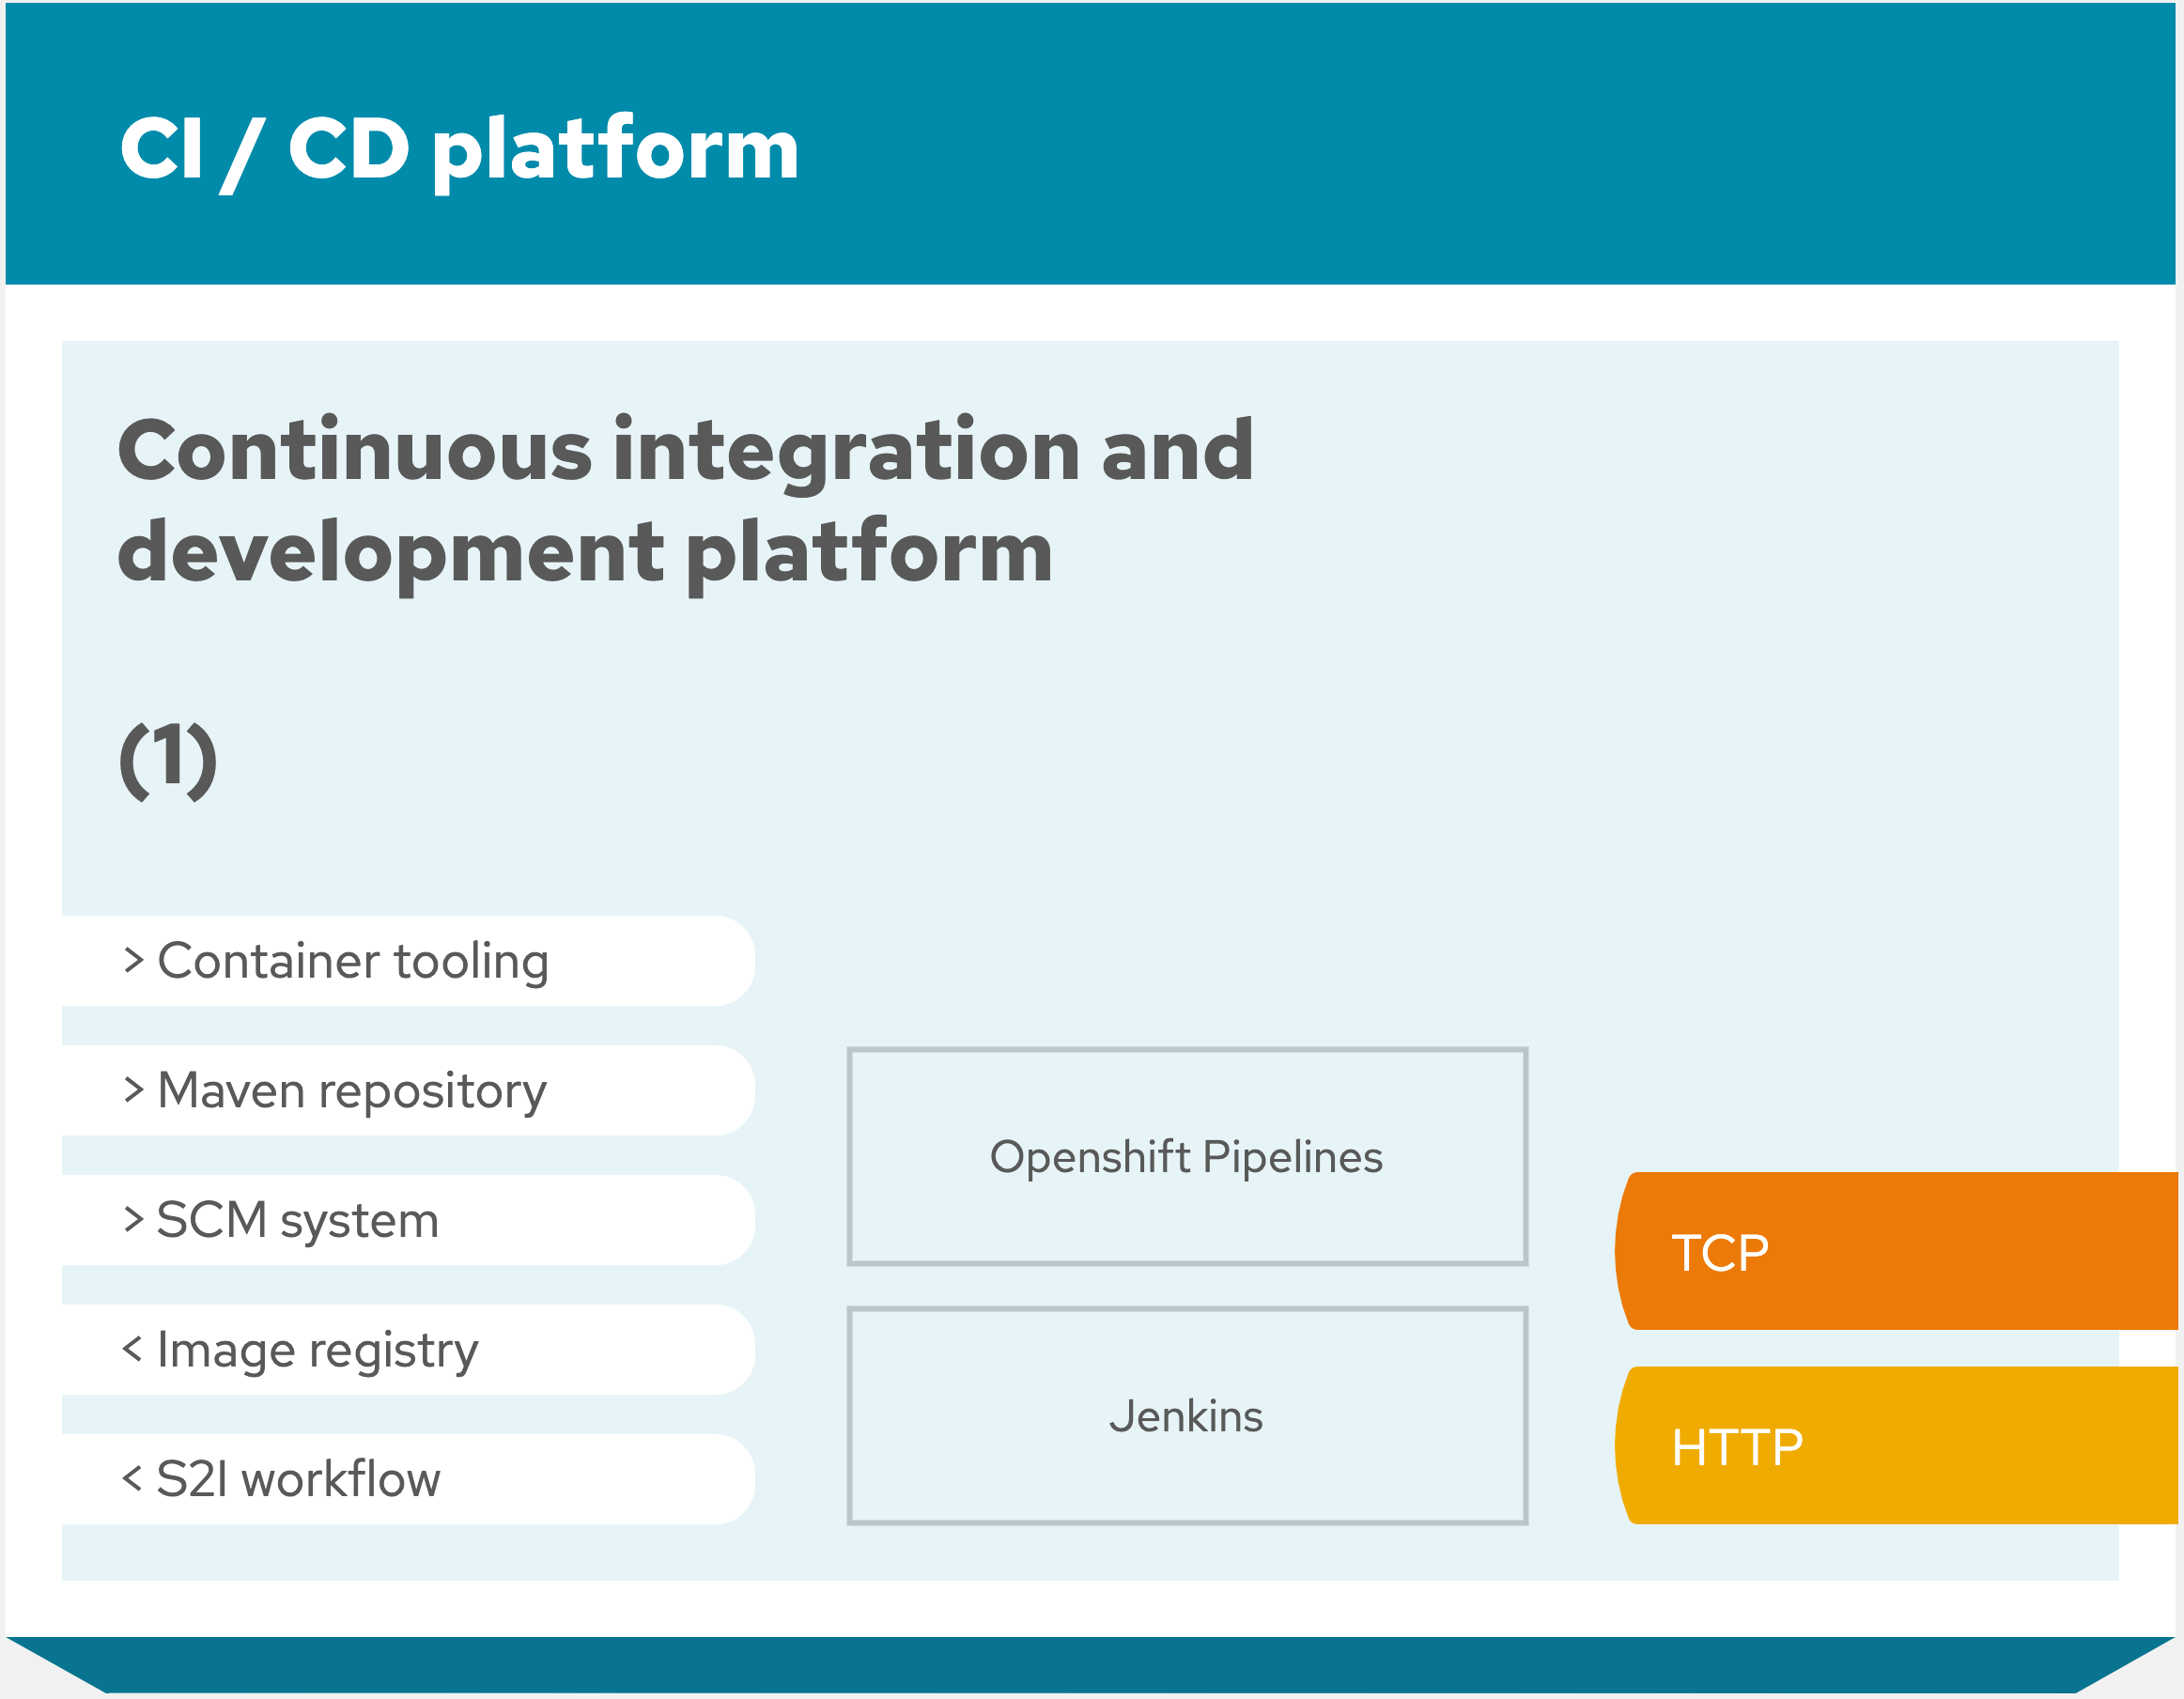 CI / CD platform
Continuous integration and
development platform
(1)
> Container tooling
> Maven repository
> SCM system
< Image registry
< S2I workflow
Openshift Pipelines
Jenkins
TCP
HTTP